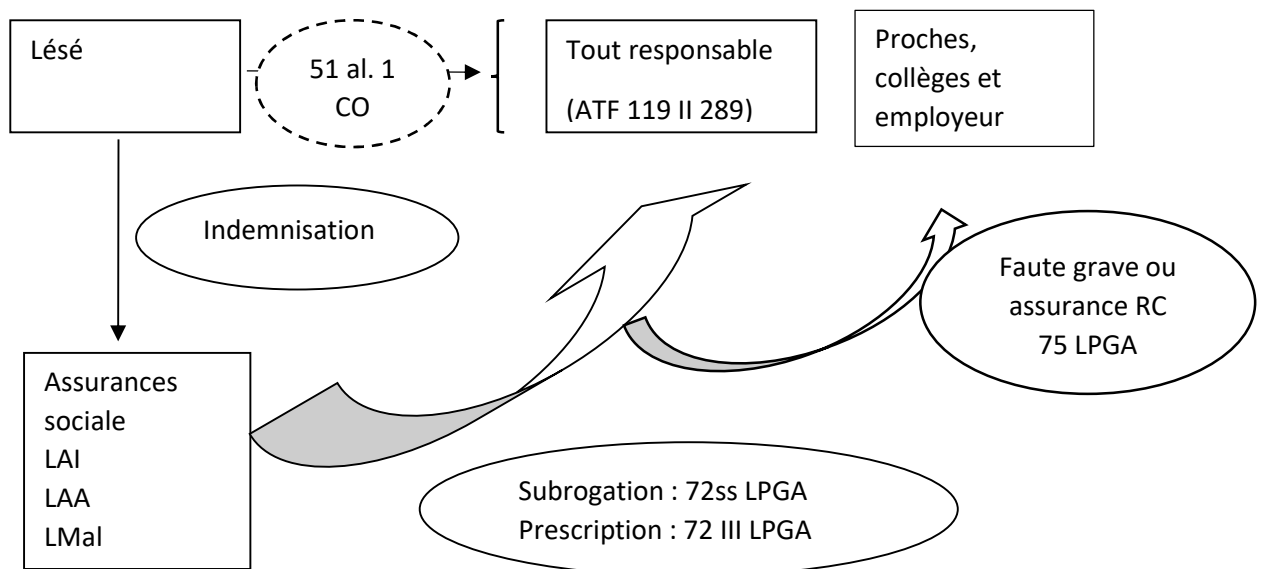 Lésé
51 al. 1
CO
Tout responsable
(ATF 119 II 289)
Proches,
collèges et
employeur
Indemnisation
Faute grave ou
assurance RC
75 LPGA
Assurances
sociale
LAI
LAA
LMal
Subrogation : 72ss LPGA
Prescription : 72 III LPGA